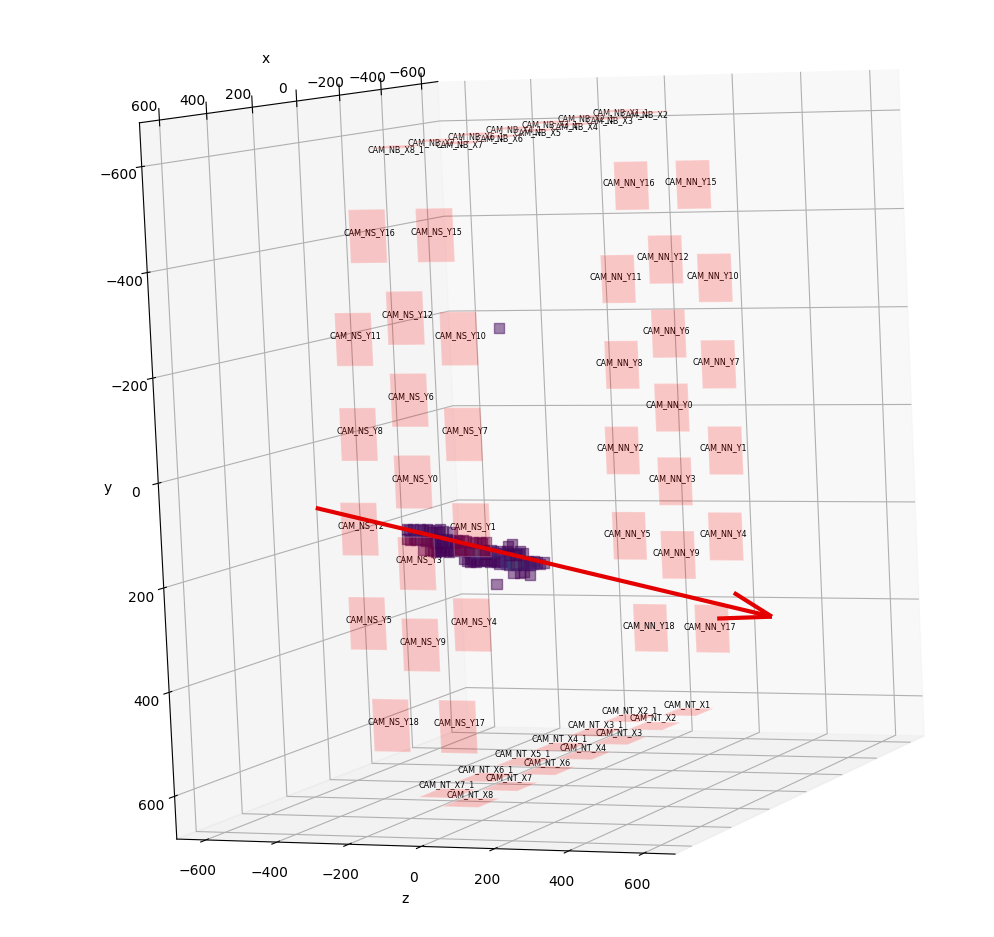 x
600 400 200 0 −200 −400 −600
CAM_NB_X2
CAM_NB_X3
CAM_NB_X4
CAM_NB_X5
CAM_NB_X6
CAM_NB_X7
CAM_NB_X8_1
−600
CAM_NN_Y16 CAM_NN_Y15
CAM_NS_Y16 CAM_NS_Y15
CAM_NN_Y12
−400
CAM_NN_Y11 CAM_NN_Y10
CAM_NS_Y12
CAM_NS_Y11 CAM_NS_Y10
CAM_NN_Y6
CAM_NN_Y8 CAM_NN_Y7
−200
CAM_NS_Y6
CAM_NN_Y0
CAM_NS_Y8 CAM_NS_Y7
CAM_NN_Y2 CAM_NN_Y1
CAM_NS_Y0 CAM_NN_Y3
y 0
CAM_NS_Y2 CAM_NS_Y1
CAM_NN_Y5 CAM_NN_Y4
CAM_NN_Y9
CAM_NS_Y3
200
CAM_NS_Y5 CAM_NS_Y4
CAM_NN_Y18 CAM_NN_Y17
CAM_NS_Y9
400
CAM_NT_X1
CAM_NT_X2_1
CAM_NT_X2
CAM_NS_Y18 CAM_NS_Y17
CAM_NT_X3_1
CAM_NT_X3
CAM_NT_X4_1
CAM_NT_X4
CAM_NT_X5_1
CAM_NT_X6
CAM_NT_X6_1
CAM_NT_X7
CAM_NT_X7_1
CAM_NT_X8
600
−600 −400 −200 0 200 400 600
z